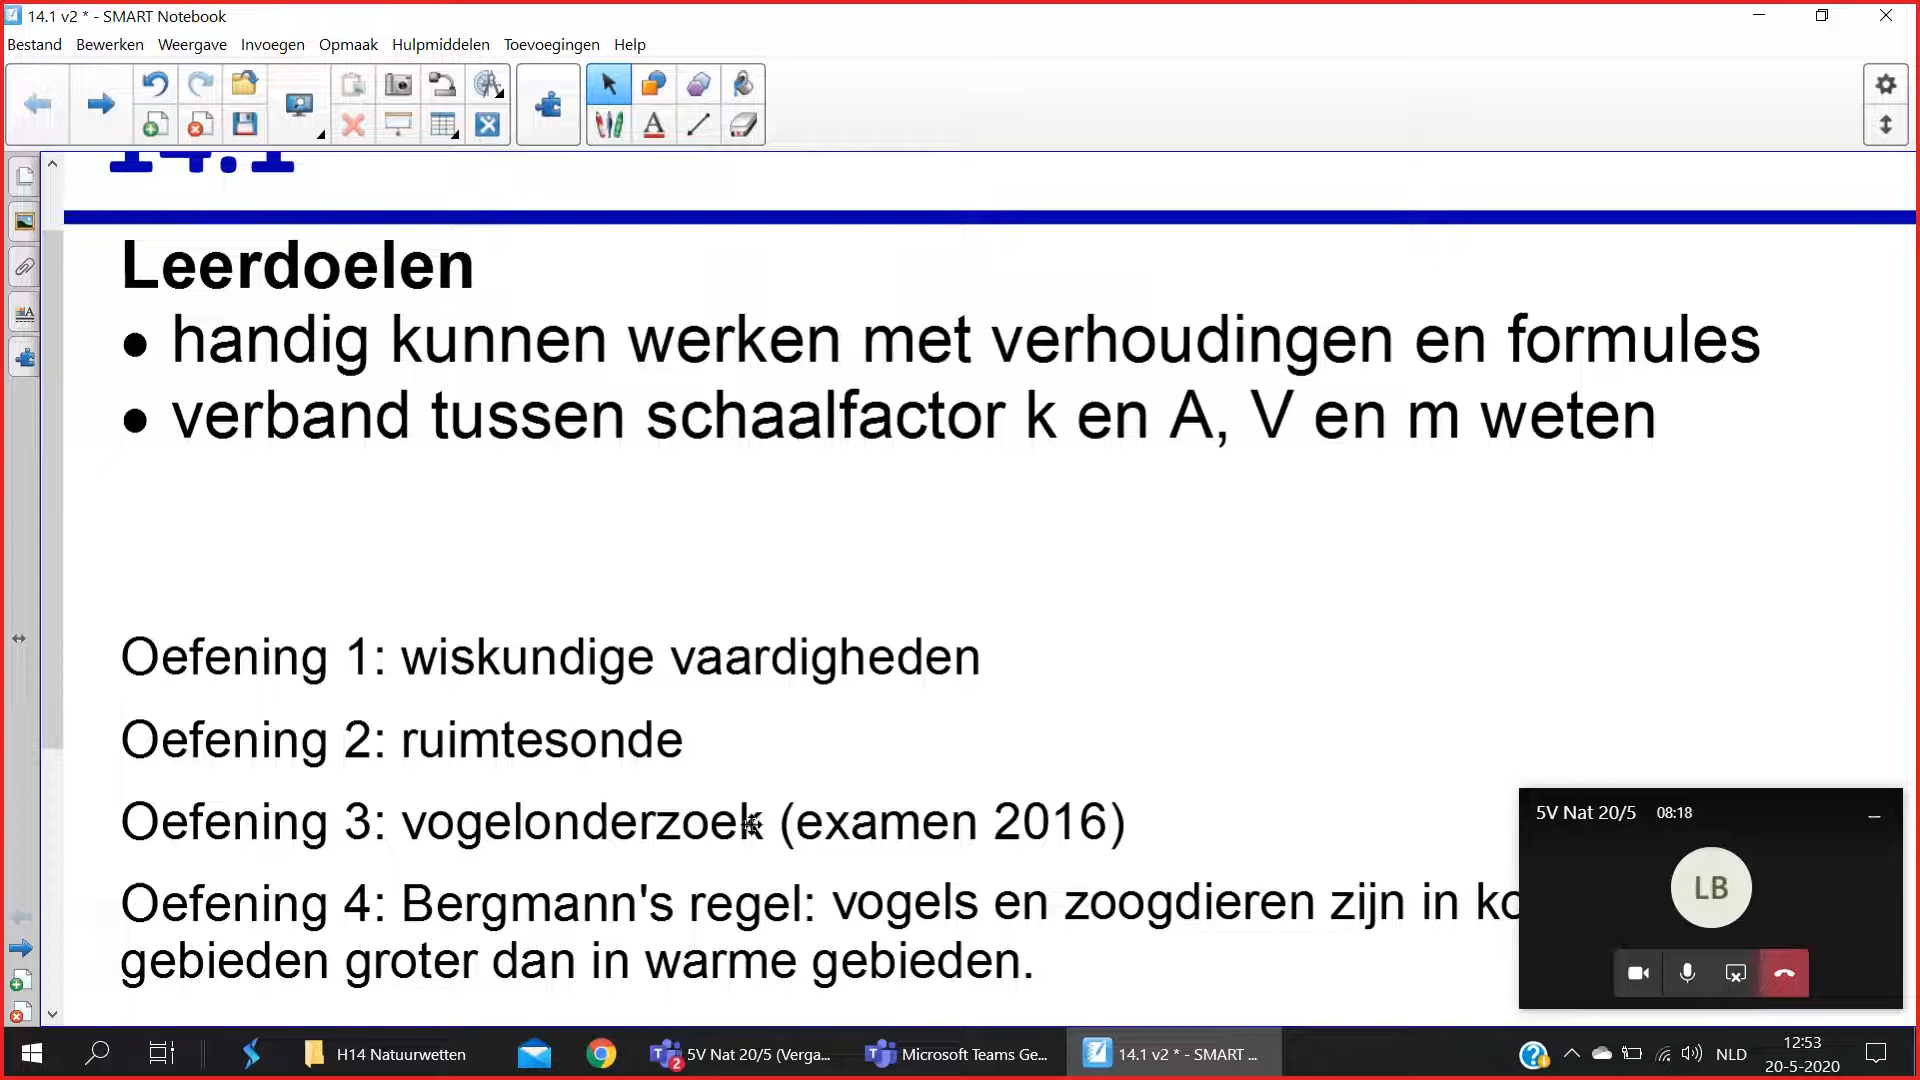 14.1 v2 * - SMART Notebook
Bestand Bewerken Weergave Invoegen Opmaak Hulpmiddelen Toevoegingen Help
14.1
Leerdoelen
• handig kunnen werken met verhoudingen en formules
• verband tussen schaalfactor k en A, V en m weten
Oefening 1: wiskundige vaardigheden
Oefening 2: ruimtesonde
Oefening 3: vogelonderzoek (examen 2016)
Oefening 4: Bergmann's regel: vogels en zoogdieren zijn in ko
gebieden groter dan in warme gebieden.
5V Nat 20/5 08:18
LB
H14 Natuurwetten
2
5V Nat 20/5 (Verga...
Microsoft Teams Ge...
14.1 v2 * - SMART ...
NLD
12:53
20-5-2020